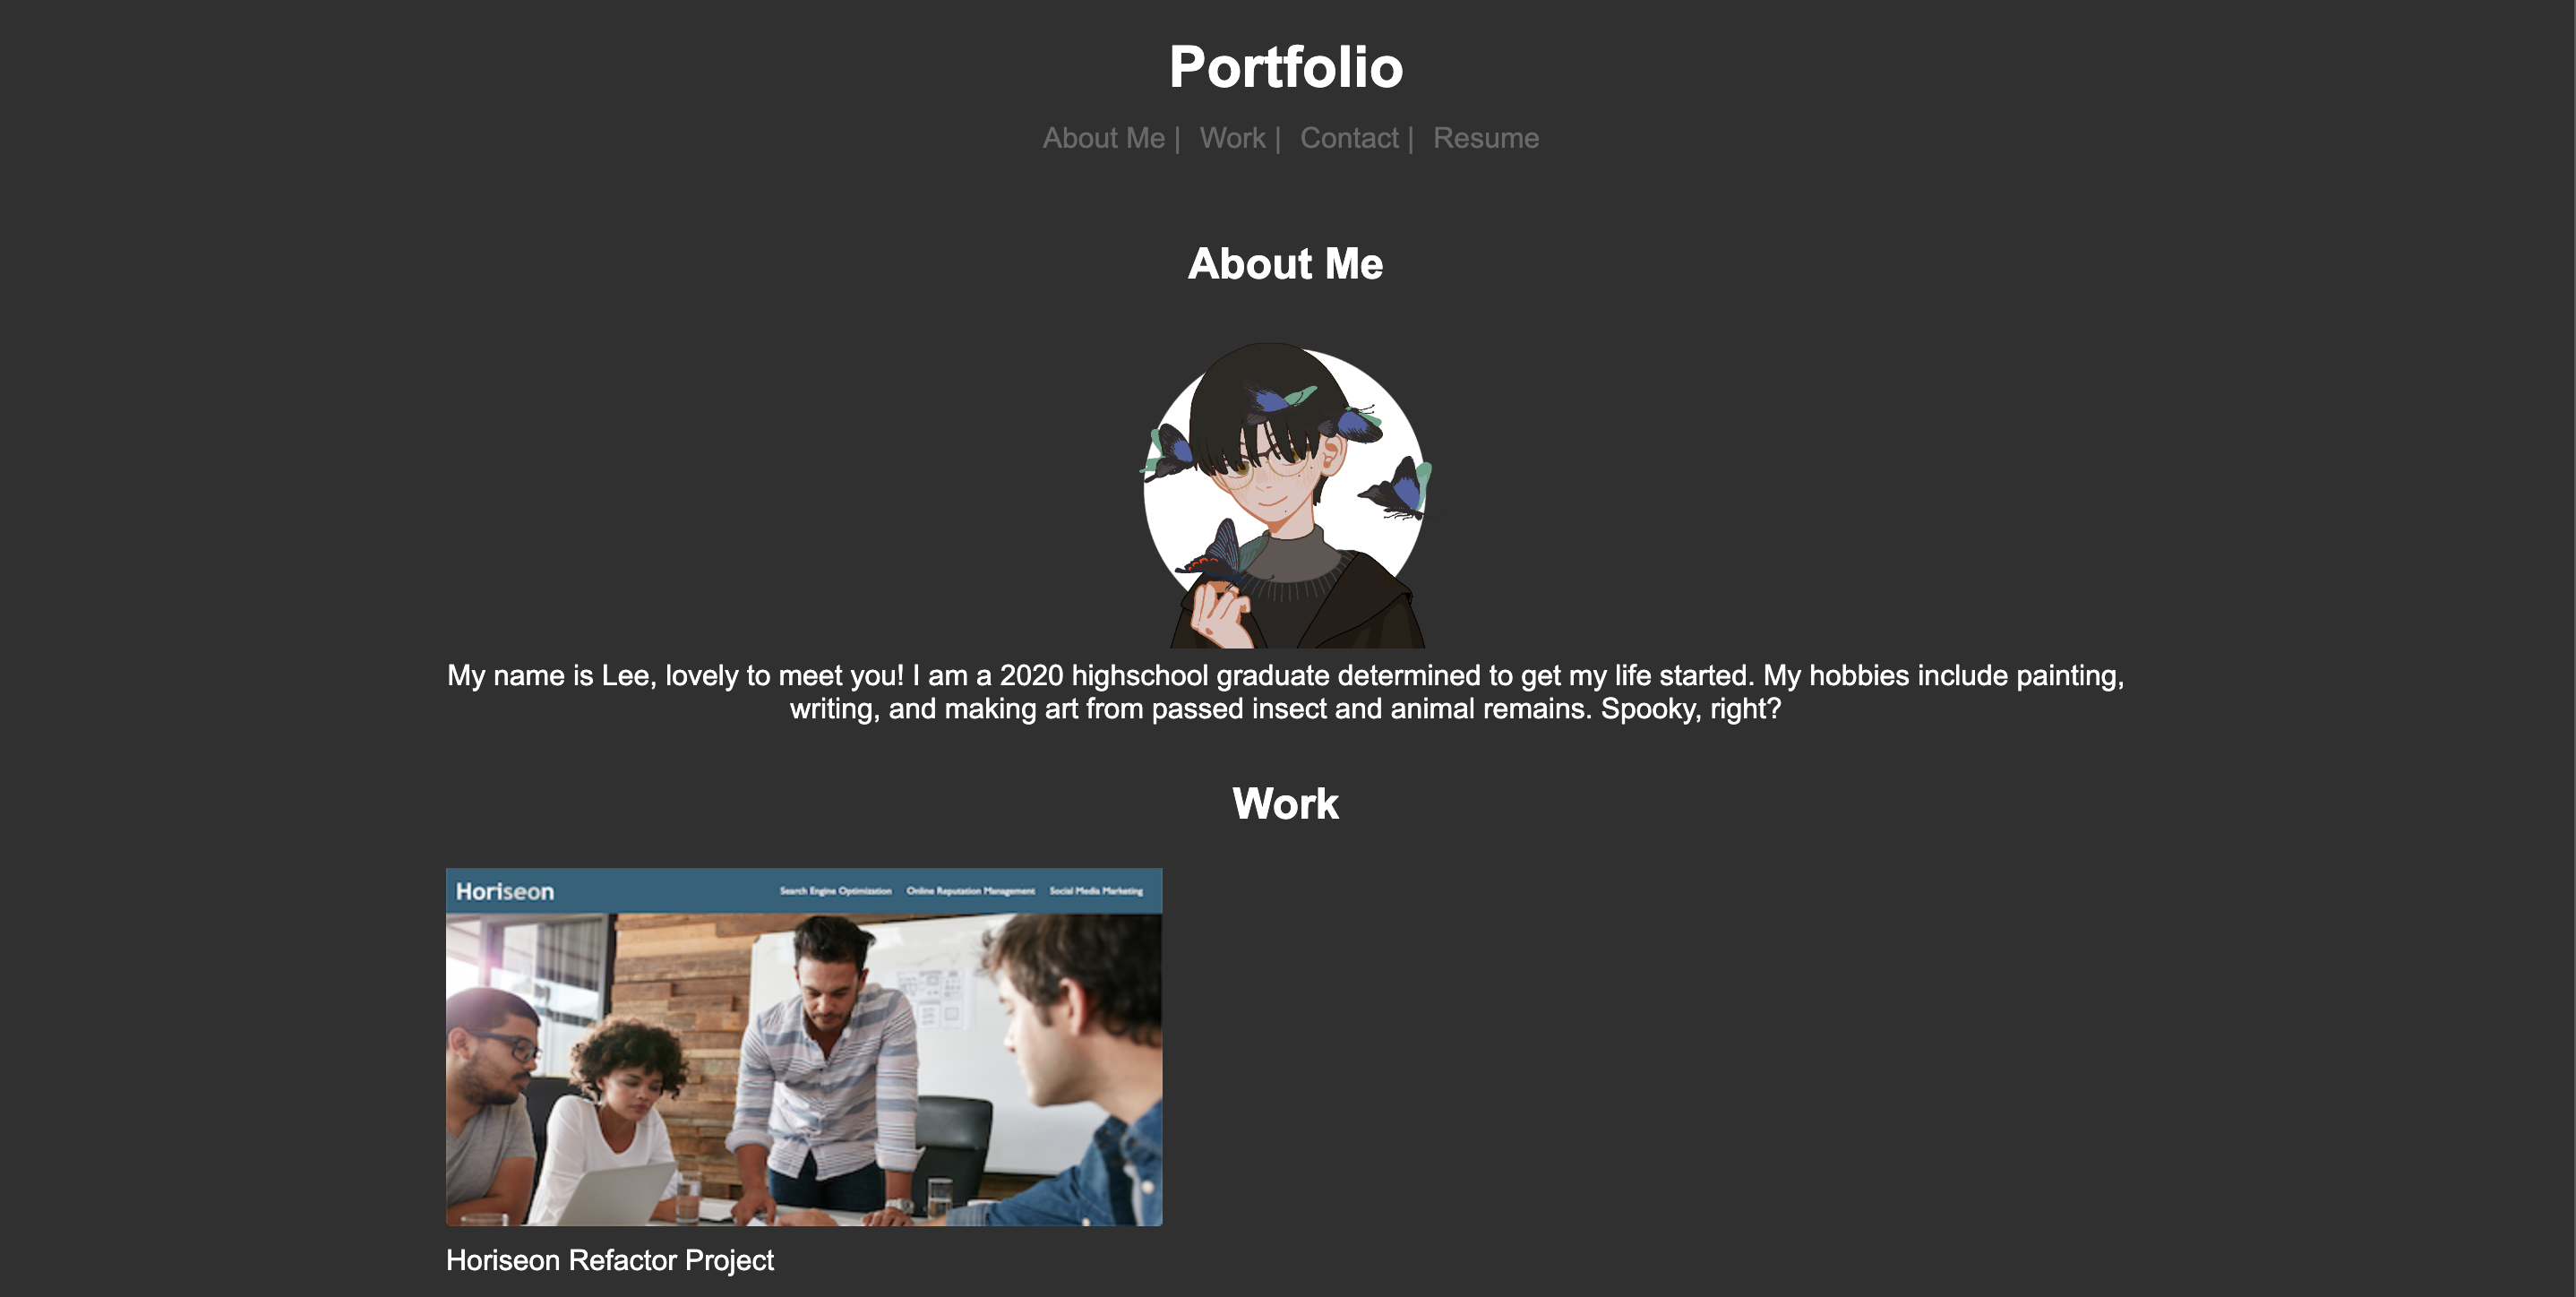 Portfolio
About Me | Work | Contact | Resume
About Me
My name is Lee, lovely to meet you! I am a 2020 highschool graduate determined to get my life started. My hobbies include painting,
writing, and making art from passed insect and animal remains. Spooky, right?
Work
Horiseon Search Engine Optimization Online Reputation Management Social Media Marketing
Horiseon Refactor Project